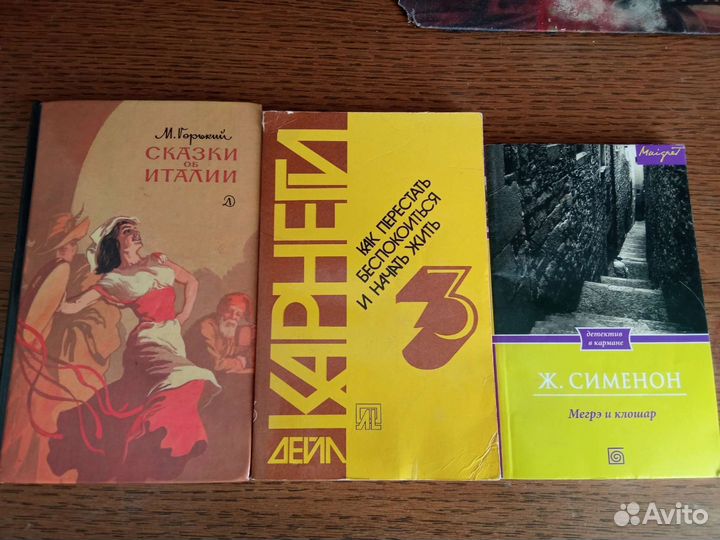 М. Горький
СКАЗКИ
ОБ
ИТАЛИИ
Д
ДЕЙЛ
КАРНЕГИ
КАК ПЕРЕСТАТЬ
БЕСПОКОИТЬСЯ
И НАЧАТЬ ЖИТЬ
3
Maigret
детектив
в кармане
Ж. СИМЕНОН
Мегрэ и клошар
Avito